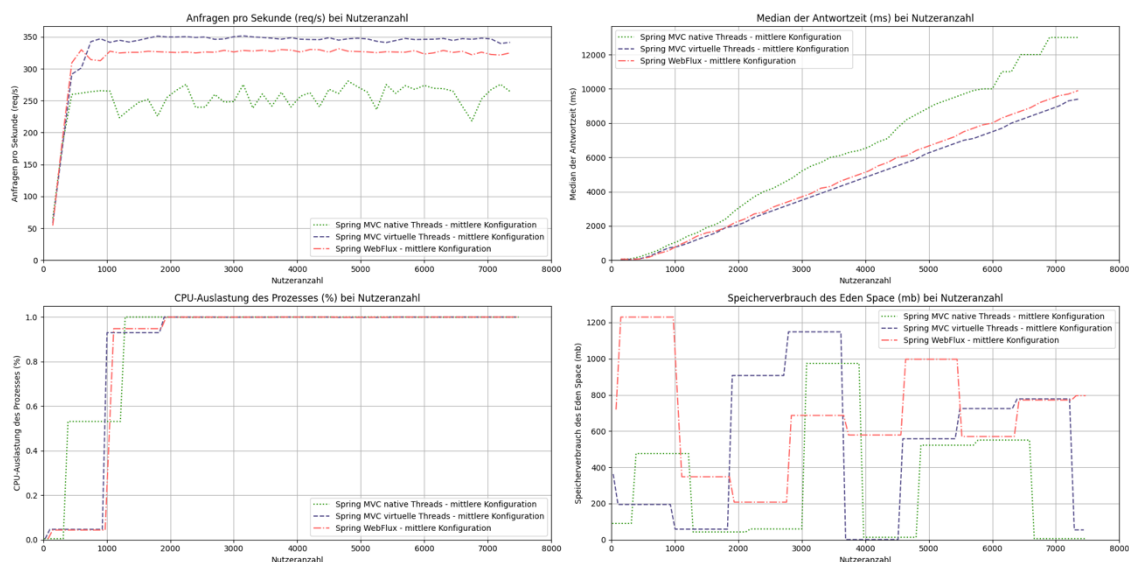 Anfragen pro Sekunde (req/s) bei Nutzeranzahl
Anfragen pro Sekunde (req/s)
350
300
250
200
150
100
50
0
Spring MVC native Threads - mittlere Konfiguration
Spring MVC virtuelle Threads - mittlere Konfiguration
Spring WebFlux - mittlere Konfiguration
0 1000 2000 3000 4000 5000 6000 7000 8000
Nutzeranzahl
Median der Antwortzeit (ms) bei Nutzeranzahl
Median der Antwortzeit (ms)
12000
10000
8000
6000
4000
2000
0
Spring MVC native Threads - mittlere Konfiguration
Spring MVC virtuelle Threads - mittlere Konfiguration
Spring WebFlux - mittlere Konfiguration
0 1000 2000 3000 4000 5000 6000 7000 8000
Nutzeranzahl
CPU-Auslastung des Prozesses (%) bei Nutzeranzahl
CPU-Auslastung des Prozesses (%)
1.0
0.8
0.6
0.4
0.2
0.0
Spring MVC native Threads - mittlere Konfiguration
Spring MVC virtuelle Threads - mittlere Konfiguration
Spring WebFlux - mittlere Konfiguration
0 1000 2000 3000 4000 5000 6000 7000 8000
Nutzeranzahl
Speicherverbrauch des Eden Space (mb) bei Nutzeranzahl
Speicherverbrauch des Eden Space (mb)
1200
1000
800
600
400
200
0
Spring MVC native Threads - mittlere Konfiguration
Spring MVC virtuelle Threads - mittlere Konfiguration
Spring WebFlux - mittlere Konfiguration
0 1000 2000 3000 4000 5000 6000 7000 8000
Nutzeranzahl